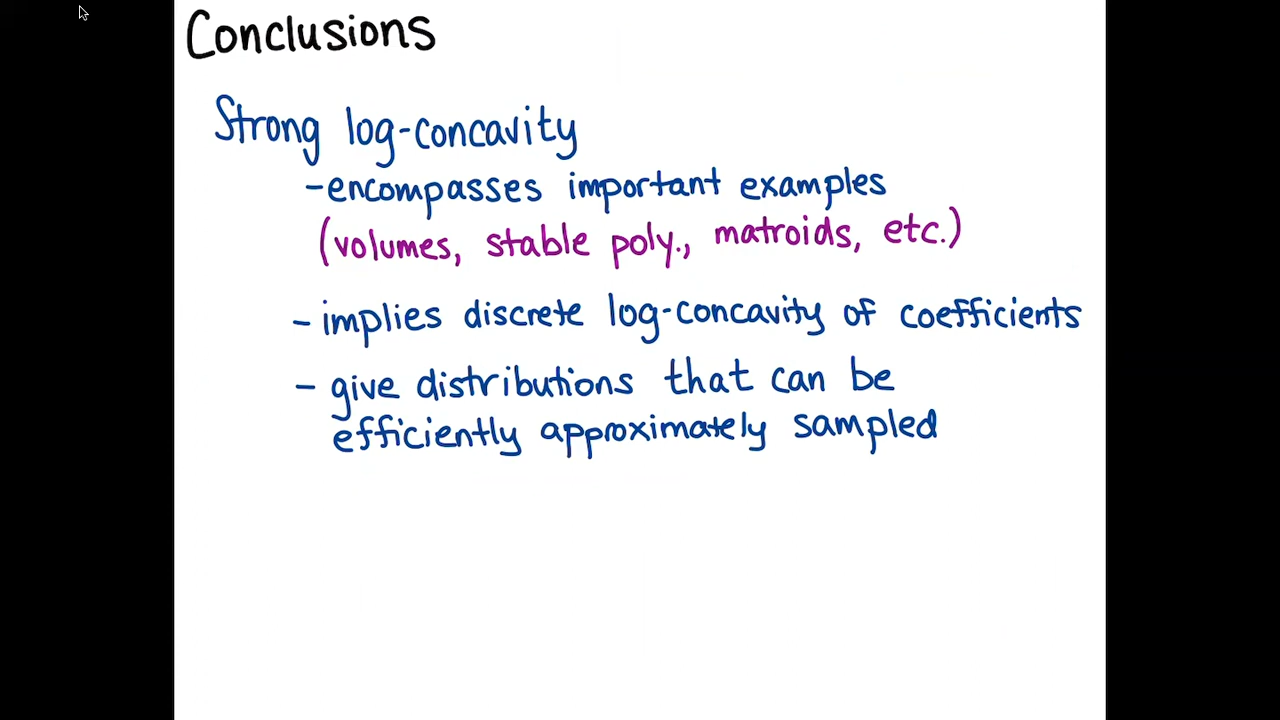 Conclusions
Strong log-concavity
-encompasses important examples
(volumes, stable poly., matroids, etc.)
- implies discrete log-concavity of coefficients
- give distributions that can be
efficiently approximately sampled